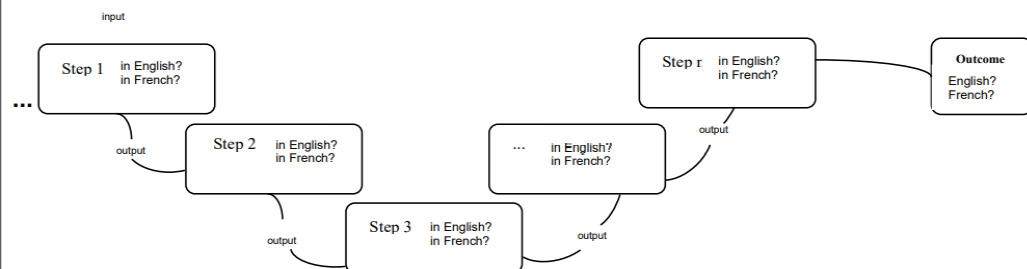 input
Step 1 in English?
in French?
...
output
Step 2 in English?
in French?
output
Step 3 in English?
in French?
output
... in English?
in French?
output
Step r in English?
in French?
Outcome
English?
French?